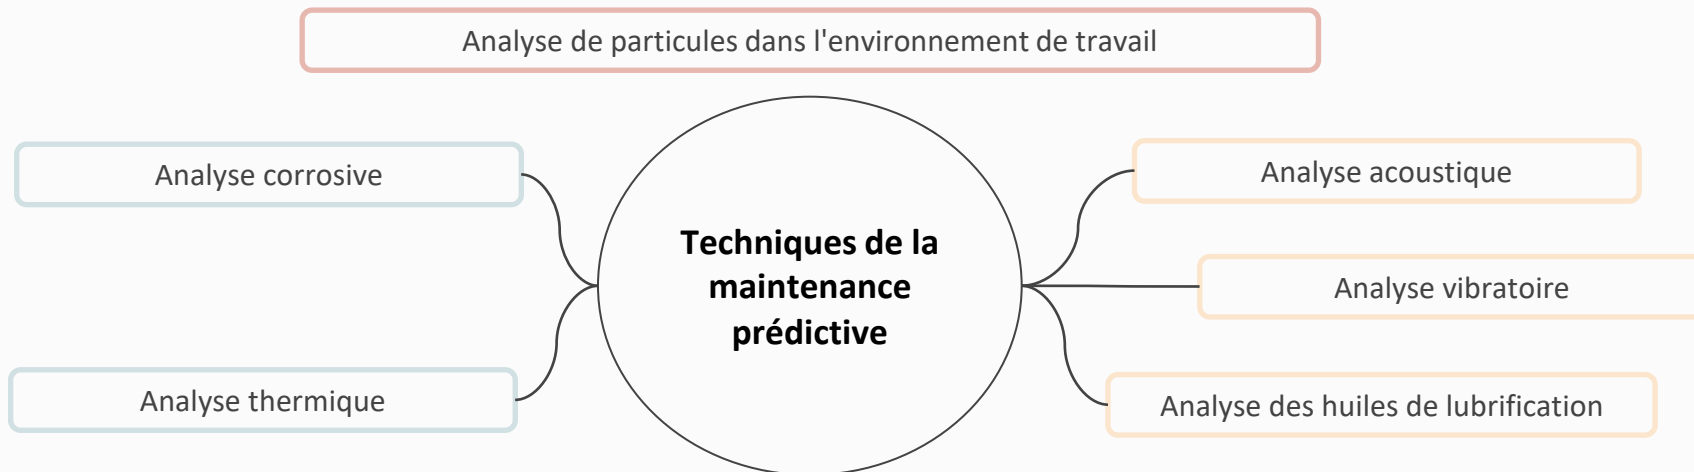 Analyse de particules dans l'environnement de travail
Analyse corrosive
Analyse thermique
Techniques de la
maintenance
prédictive
Analyse acoustique
Analyse vibratoire
Analyse des huiles de lubrification